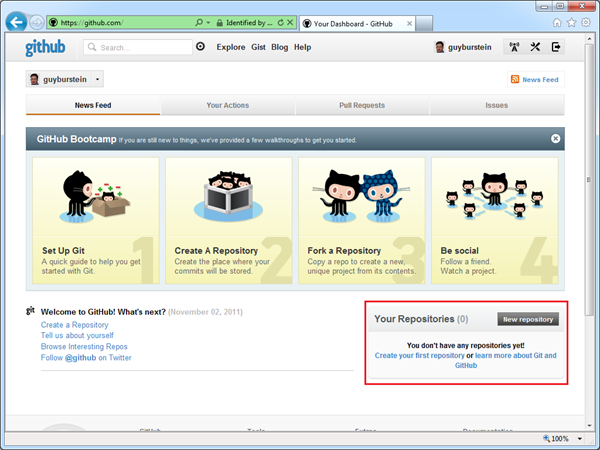 https://github.com/
Identified by ...
Your Dashboard - GitHub
github
Search...
Explore Gist Blog Help
guyburstein
guyburstein
News Feed
News Feed
Your Actions
Pull Requests
Issues
GitHub Bootcamp If you are still new to things, we've provided a few walkthroughs to get you started.
1
Set Up Git
A quick guide to help you get
started with Git.
2
Create A Repository
Create the place where your
commits will be stored.
3
Fork a Repository
Copy a repo to create a new,
unique project from its contents.
4
Be social
Follow a friend.
Watch a project.
git
Welcome to GitHub! What's next? (November 02, 2011)
Create a Repository
Tell us about yourself
Browse Interesting Repos
Follow @github on Twitter
Your Repositories (0)
New repository
You don't have any repositories yet!
Create your first repository or learn more about Git and
GitHub
GitHub
Tools
Extras
Documentation
100%